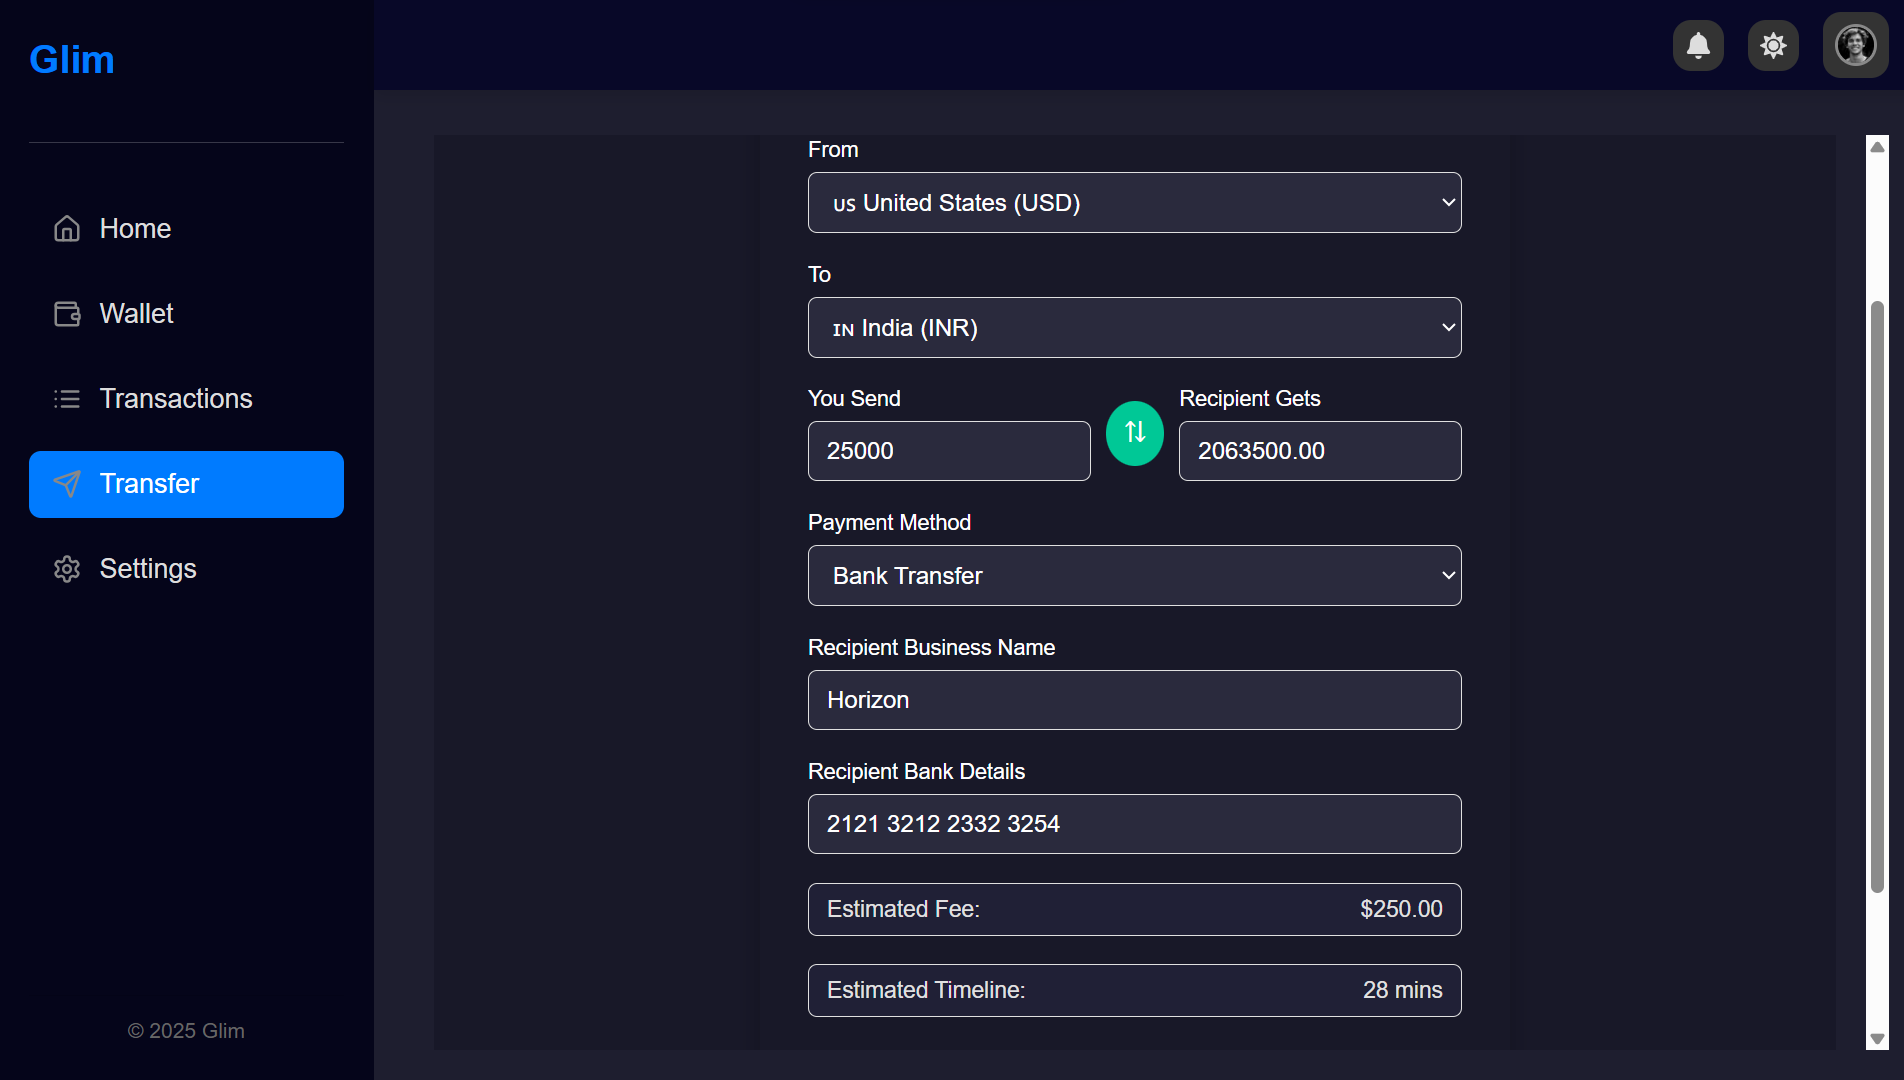 Glim
Home
Wallet
Transactions
Transfer
Settings
© 2025 Glim
From
US United States (USD)
To
IN India (INR)
You Send
Recipient Gets
25000
2063500.00
Payment Method
Bank Transfer
Recipient Business Name
Horizon
Recipient Bank Details
2121 3212 2332 3254
Estimated Fee: $250.00
Estimated Timeline: 28 mins